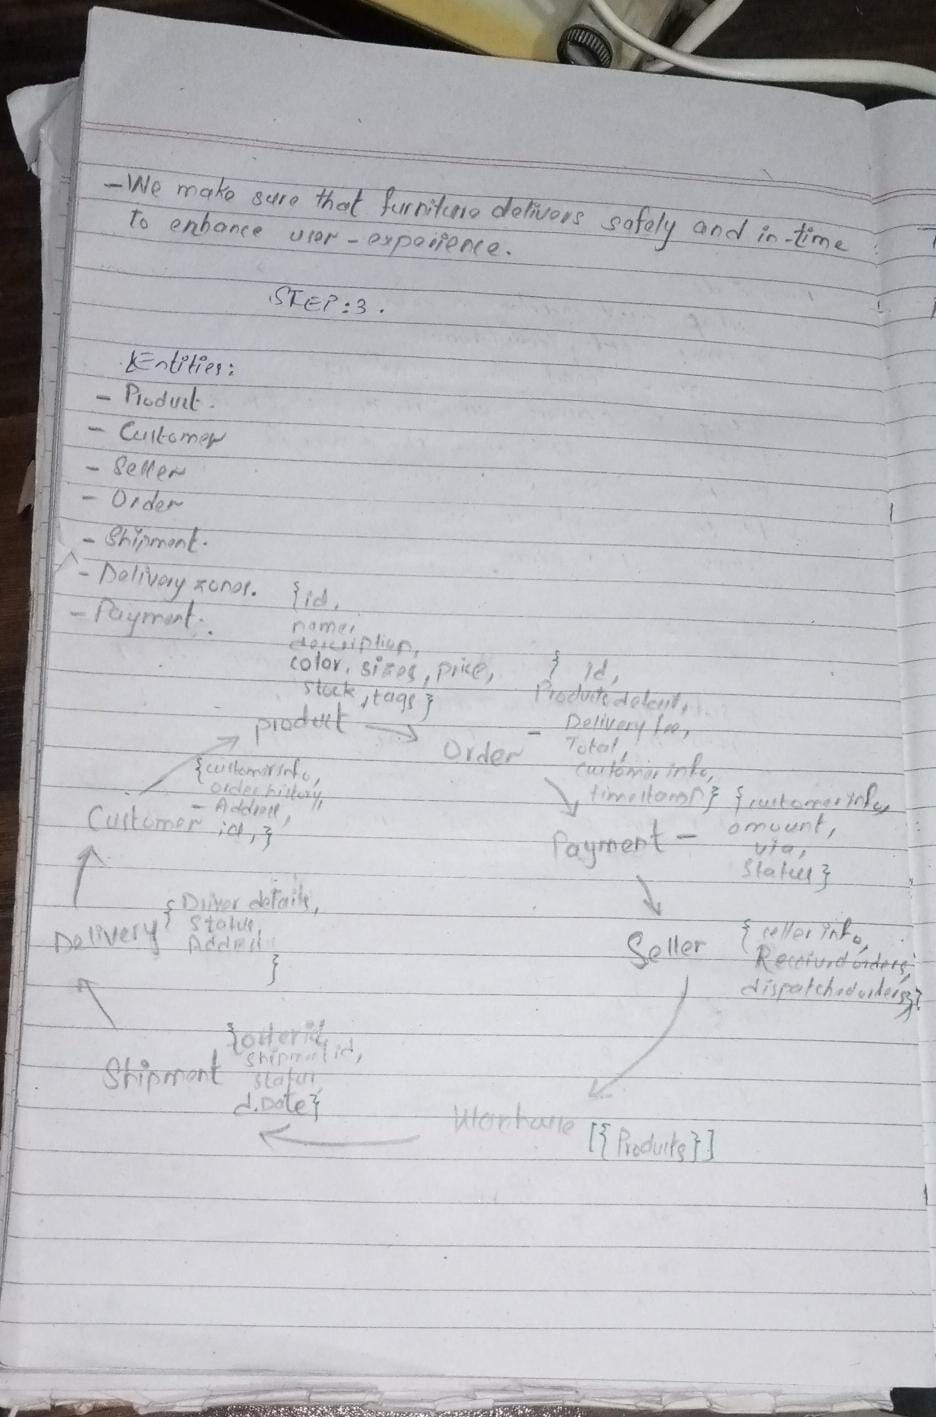 - We make sure that furniture delivers safely and in-time
to enhance user-experience.
STEP:3.
Entities:
- Product.
- Customer
- Seller
- Order
- Shipment.
- Delivery zones.
- Payment.
{id,
name,
description,
color, sizes, price,
stock, tags}
product
{ id,
Products detail,
Delivery fee,
Total,
customer info,
timestamp}
Order -
{customer info,
order history,
- Address,
id,}
Customer
{customer info,
amount,
via,
status}
Payment -
{ Driver details,
Status,
Address
}
Delivery
Seller
{seller info,
Received orders,
dispatched orders}
{order id,
shipment id,
status
d.Date}
Shipment
Warehouse
[{Products}]